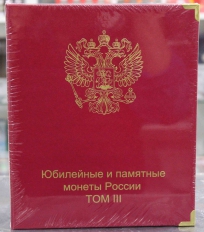 Юбилейные и памятные
монеты России
ТОМ III